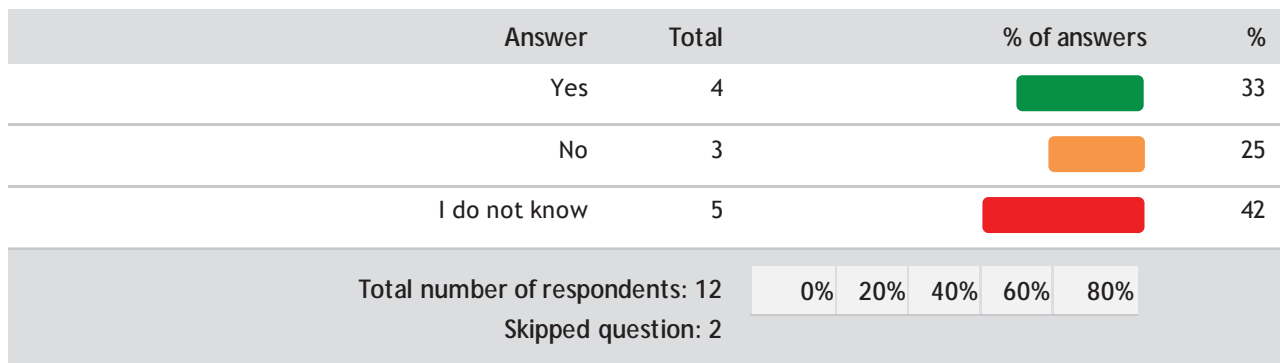 Answer Total % of answers %
Yes 4 33
No 3 25
I do not know 5 42
Total number of respondents: 12 0% 20% 40% 60% 80%
Skipped question: 2